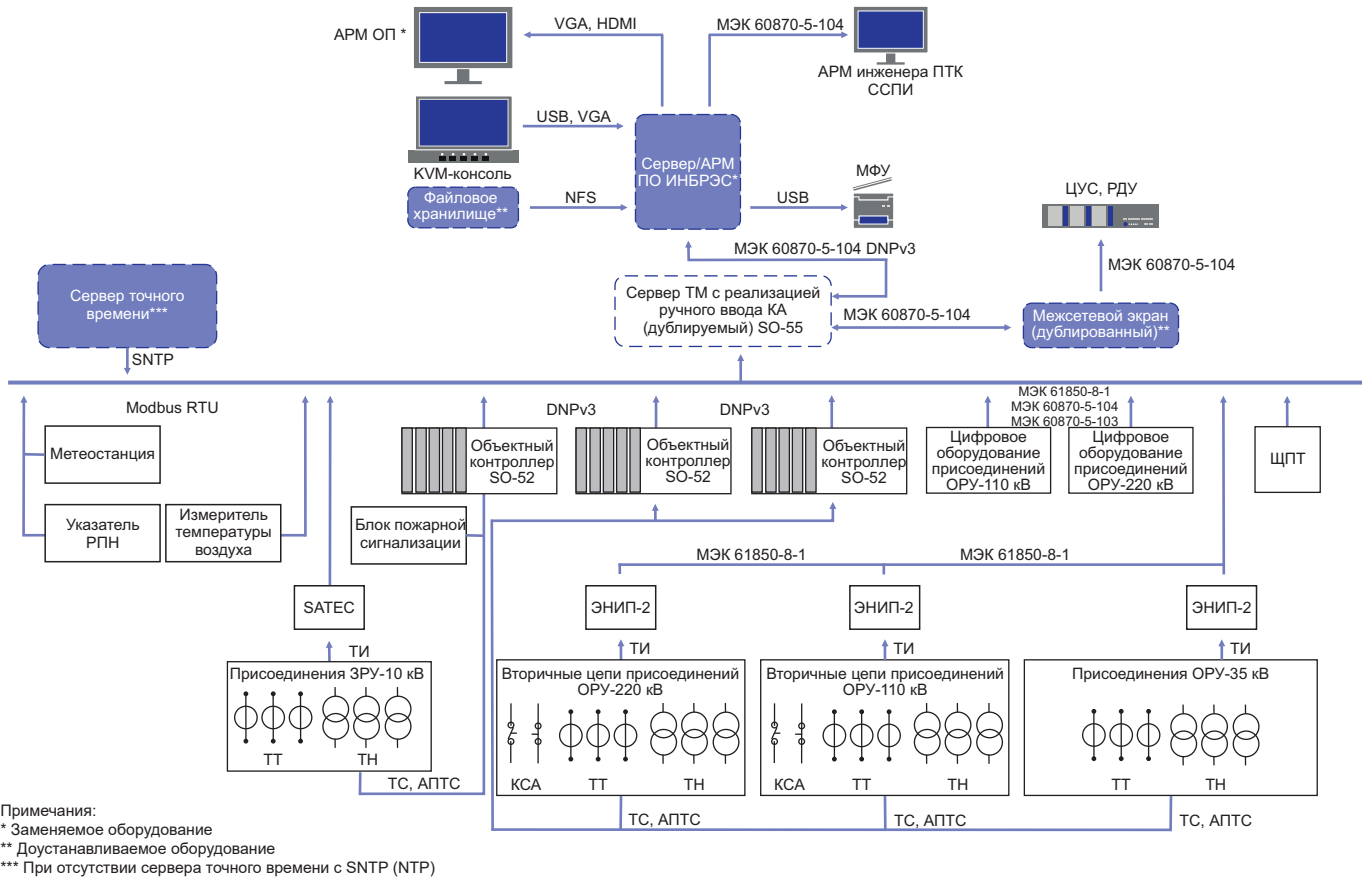 АРМ ОП *
VGA, HDMI
МЭК 60870-5-104
АРМ инженера ПТК
ССПИ
USB, VGA
KVM-консоль
Сервер/АРМ
ПО ИНБРЭС*
Файловое
хранилище**
NFS
USB
МФУ
ЦУС, РДУ
МЭК 60870-5-104 DNPv3
МЭК 60870-5-104
Сервер точного
времени***
Сервер ТМ с реализацией
ручного ввода КА
(дублируемый) SO-55
МЭК 60870-5-104
Межсетевой экран
(дублированный)**
SNTP
Modbus RTU
DNPv3
DNPv3
МЭК 61850-8-1
МЭК 60870-5-104
МЭК 60870-5-103
Метеостанция
Объектный
контроллер
SO-52
Объектный
контроллер
SO-52
Объектный
контроллер
SO-52
Цифровое
оборудование
присоединений
ОРУ-110 кВ
Цифровое
оборудование
присоединений
ОРУ-220 кВ
ЩПТ
Указатель
РПН
Измеритель
температуры
воздуха
Блок пожарной
сигнализации
МЭК 61850-8-1
МЭК 61850-8-1
SATEC
ЭНИП-2
ЭНИП-2
ЭНИП-2
ТИ
ТИ
ТИ
ТИ
Присоединения ЗРУ-10 кВ
ТТ
ТН
Вторичные цепи присоединений
ОРУ-220 кВ
КСА
ТТ
ТН
Вторичные цепи присоединений
ОРУ-110 кВ
КСА
ТТ
ТН
Присоединения ОРУ-35 кВ
ТТ
ТН
ТС, АПТС
ТС, АПТС
ТС, АПТС
ТС, АПТС
Примечания:
* Заменяемое оборудование
** Доустанавливаемое оборудование
*** При отсутствии сервера точного времени с SNTP (NTP)